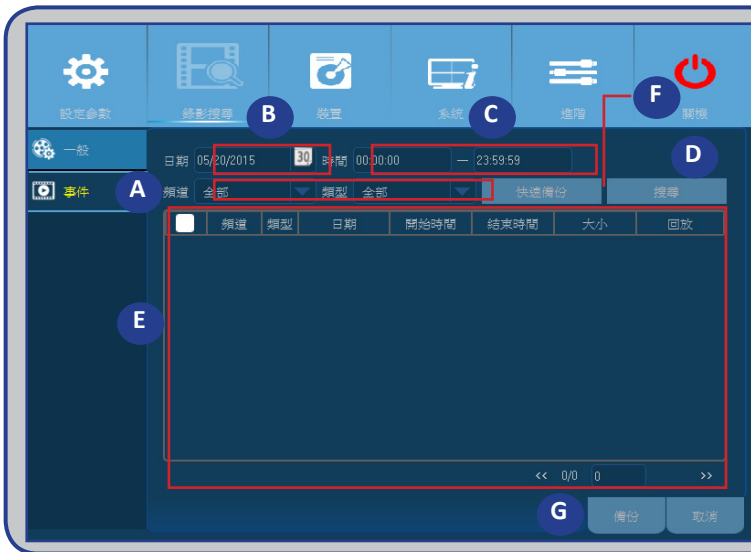 設定參數 錄影搜尋 裝置 系統 進階 關機
B C F
一般
日期 05/20/2015 30 時間 00:00:00 — 23:59:59 D
事件 A 頻道 全部 類型 全部 快速備份 搜尋
頻道 類型 日期 開始時間 結束時間 大小 回放
E
<< 0/0 0 >>
G 備份 取消